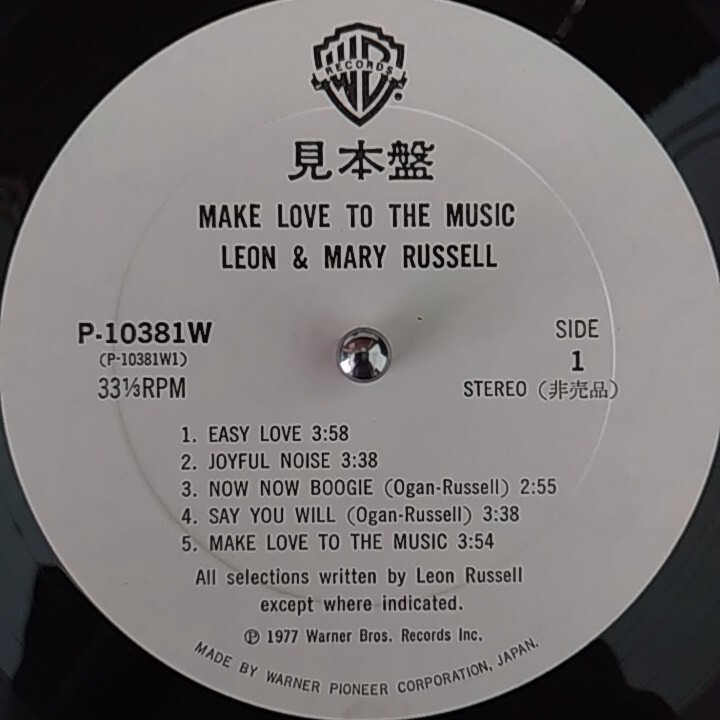 WB
RECORDS
®
見本盤
MAKE LOVE TO THE MUSIC
LEON & MARY RUSSELL
P-10381W
(P-10381W1)
33⅓RPM
SIDE
1
STEREO (非売品)
1. EASY LOVE 3:58
2. JOYFUL NOISE 3:38
3. NOW NOW BOOGIE (Ogan-Russell) 2:55
4. SAY YOU WILL (Ogan-Russell) 3:38
5. MAKE LOVE TO THE MUSIC 3:54
All selections written by Leon Russell
except where indicated.
℗ 1977 Warner Bros. Records Inc.
MADE BY WARNER PIONEER CORPORATION, JAPAN.